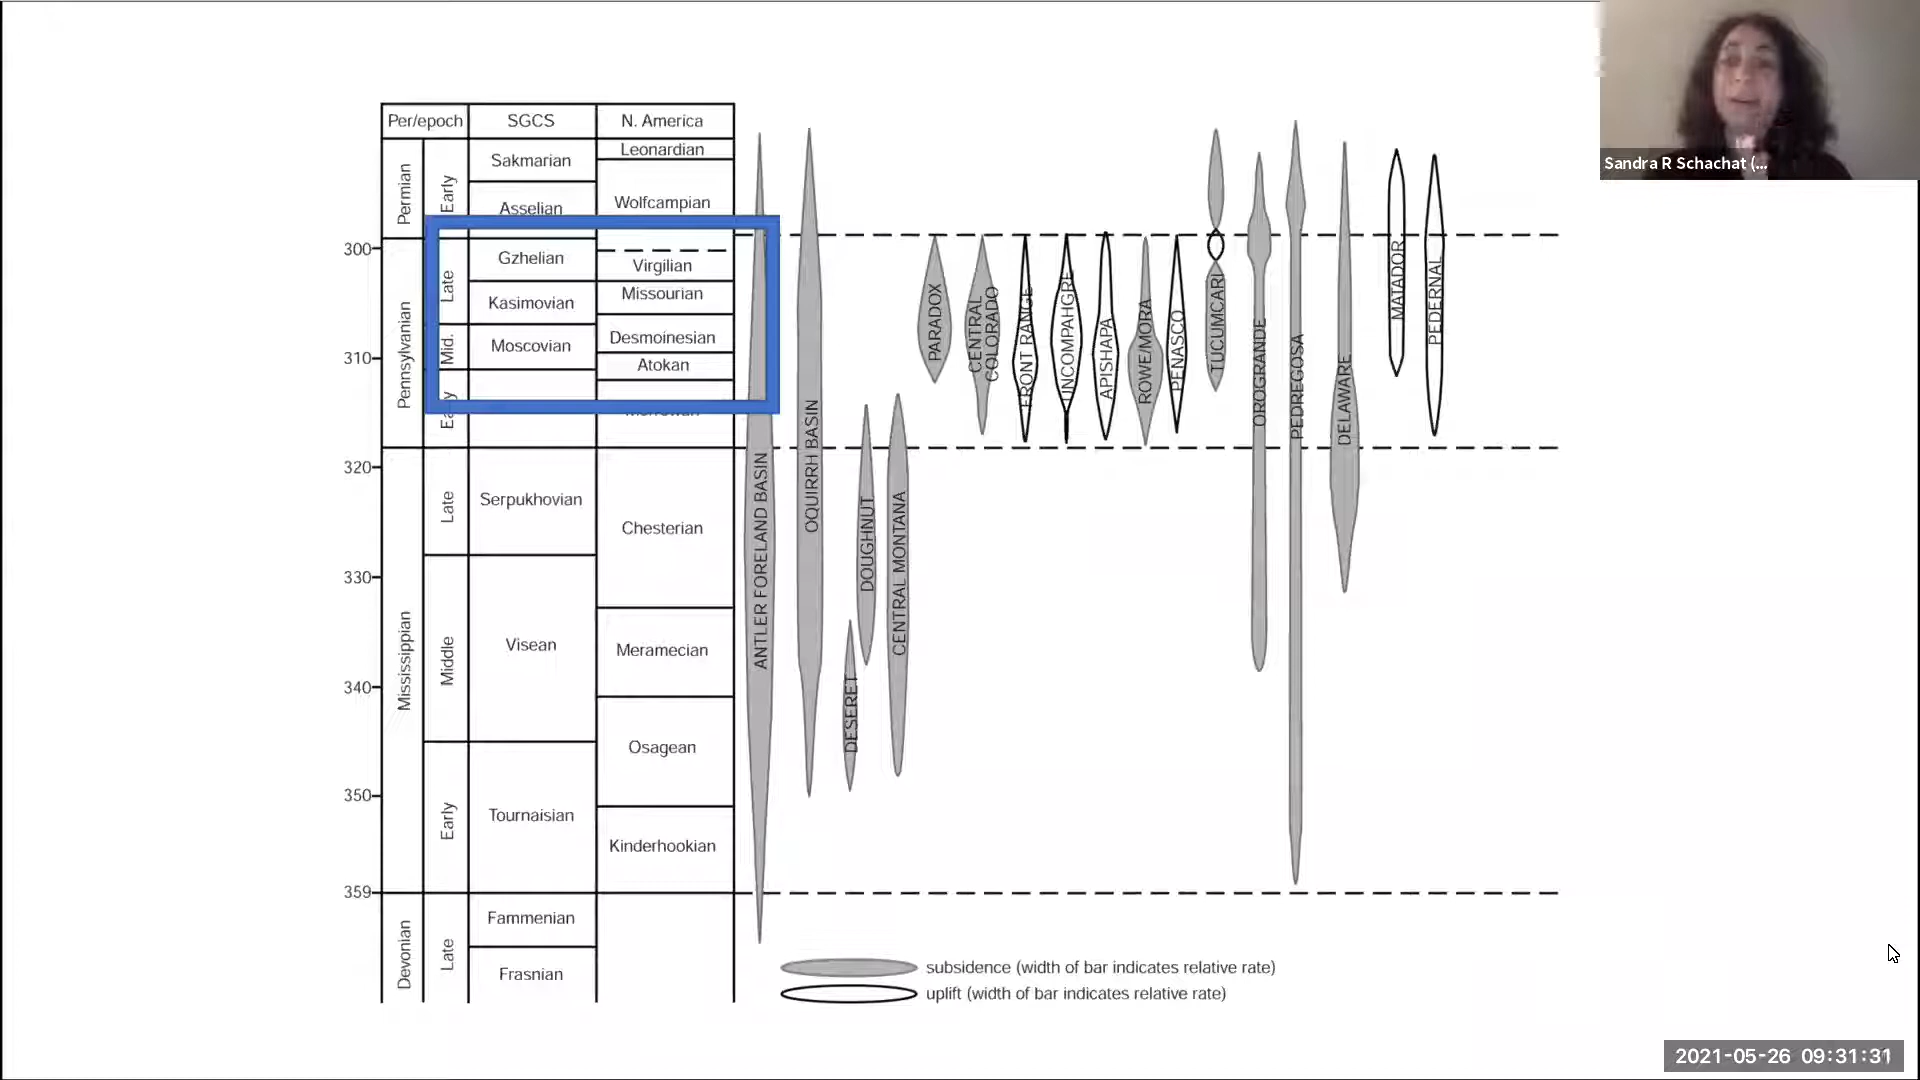 Sandra R Schachat (...
Per/epoch SGCS N. America
Permian
Early
Sakmarian
Asselian
Leonardian
Wolfcampian
300
310
320
330
340
350
359
Pennsylvanian
Late
Mid.
Early
Gzhelian
Kasimovian
Moscovian
Virgilian
Missourian
Desmoinesian
Atokan
Morrowan
Mississippian
Late
Middle
Early
Serpukhovian
Visean
Tournaisian
Chesterian
Meramecian
Osagean
Kinderhookian
Devonian
Late
Fammenian
Frasnian
ANTLER FORELAND BASIN
OQUIRRH BASIN
DESERET
DOUGHNUT
CENTRAL MONTANA
PARADOX
CENTRAL
COLORADO
FRONT RANGE
UNCOMPAHGRE
APISHAPA
ROWE/MORA
PENASCO
TUCUMCARI
OROGRANDE
PEDREGOSA
DELAWARE
MATADOR
PEDERNAL
subsidence (width of bar indicates relative rate)
uplift (width of bar indicates relative rate)
2021-05-26 09:31:31